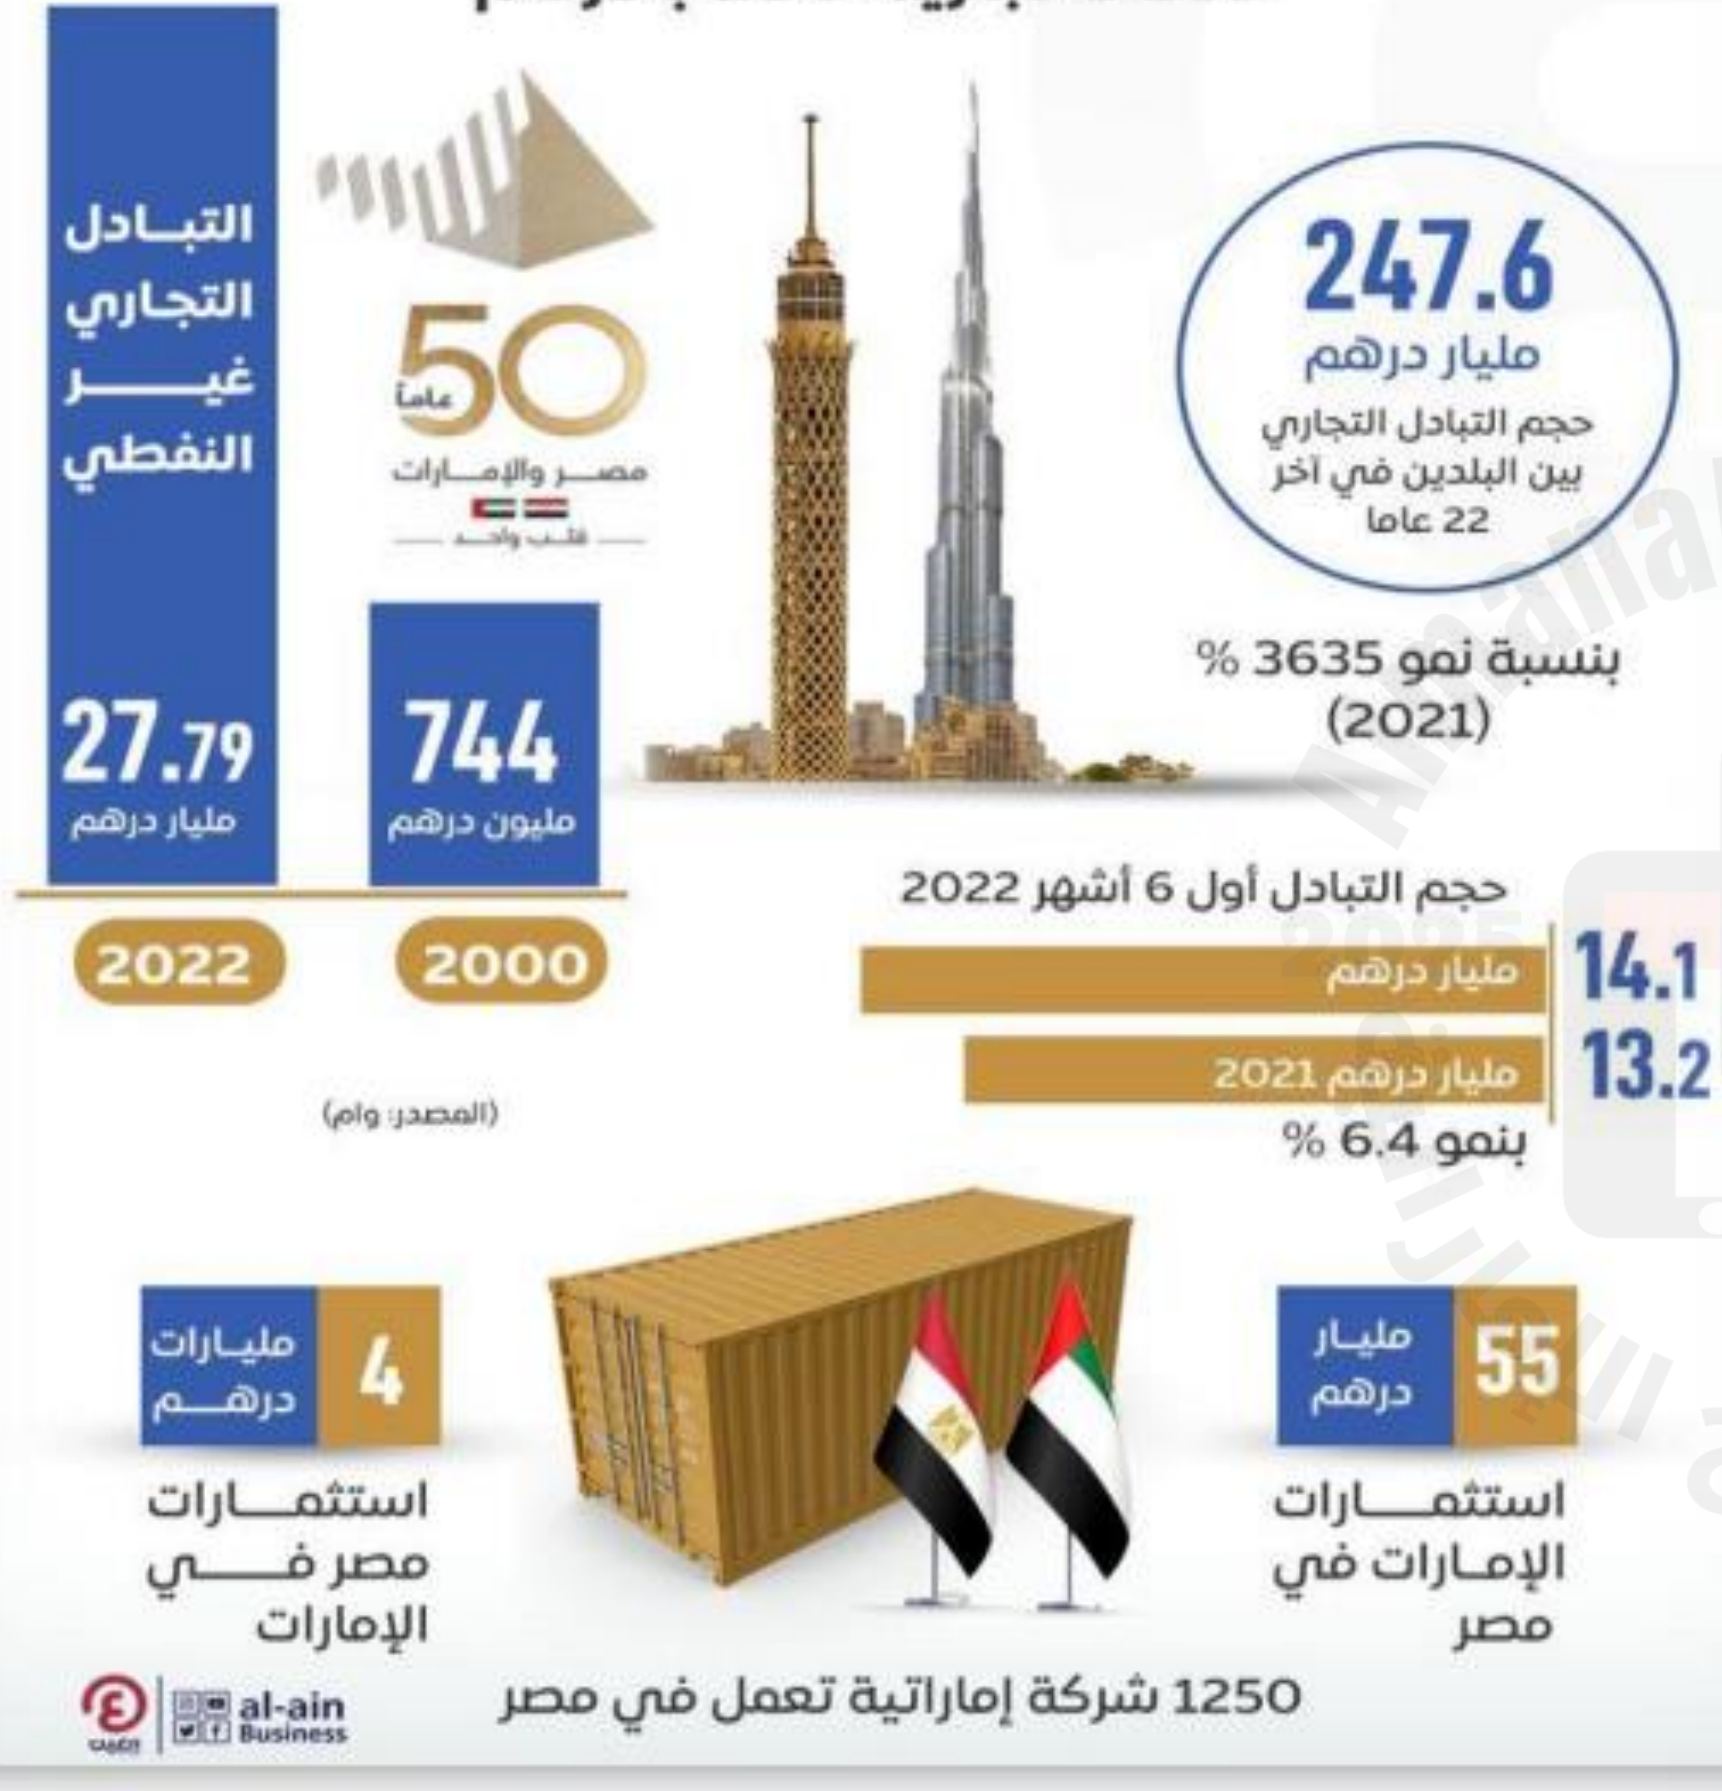 التبادل
التجاري
غير
النفطي
27.79
مليار درهم
2022
744
مليون درهم
2000
50
عاماً
مصر والإمارات
قلب واحد
247.6
مليار درهم
حجم التبادل التجاري
بين البلدين في آخر
22 عاما
بنسبة نمو 3635 %
(2021)
حجم التبادل أول 6 أشهر 2022
14.1 مليار درهم
13.2 مليار درهم 2021
بنمو 6.4 %
(المصدر: وام)
55
مليار
درهم
استثمارات
الإمارات في
مصر
4
مليارات
درهم
استثمارات
مصر في
الإمارات
1250 شركة إماراتية تعمل في مصر
al-ain
Business
Amana
2025